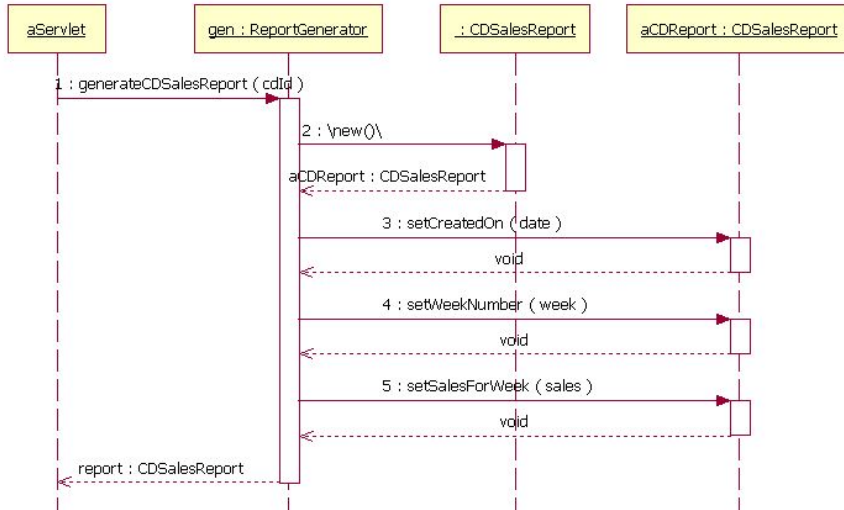 aServlet
gen : ReportGenerator
: CDSalesReport
aCDReport : CDSalesReport
1 : generateCDSalesReport ( cdId )
2 : \new()\
aCDReport : CDSalesReport
3 : setCreatedOn ( date )
void
4 : setWeekNumber ( week )
void
5 : setSalesForWeek ( sales )
void
report : CDSalesReport